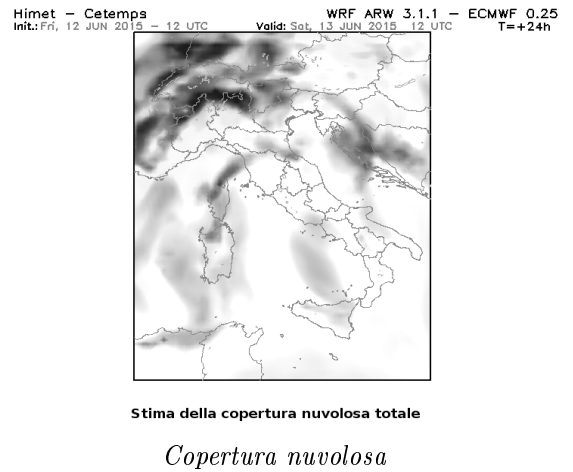 Himet – Cetemps WRF ARW 3.1.1 – ECMWF 0.25
Init.: Fri, 12 JUN 2015 – 12 UTC Valid: Sat, 13 JUN 2015 12 UTC T=+24h
Stima della copertura nuvolosa totale
Copertura nuvolosa